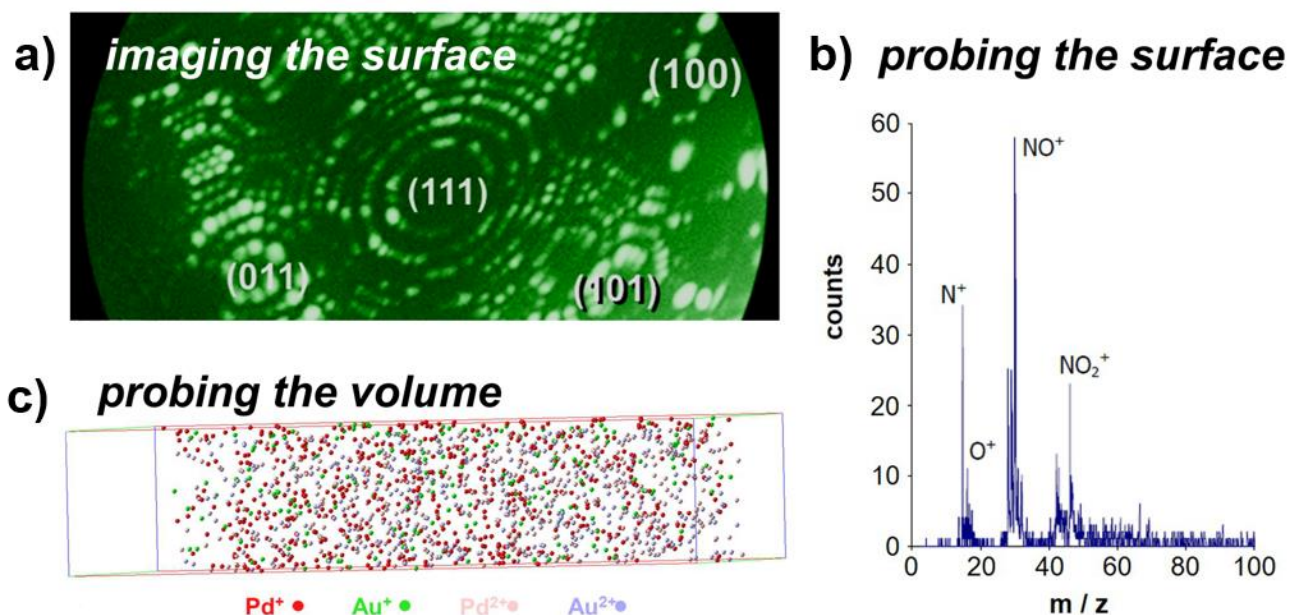 a) imaging the surface
(100)
(111)
(011)
(101)
b) probing the surface
60
50
40
30
20
10
0
counts
N⁺
O⁺
NO⁺
NO₂⁺
0 20 40 60 80 100
m / z
c) probing the volume
Pd⁺ Au⁺ Pd²⁺ Au²⁺